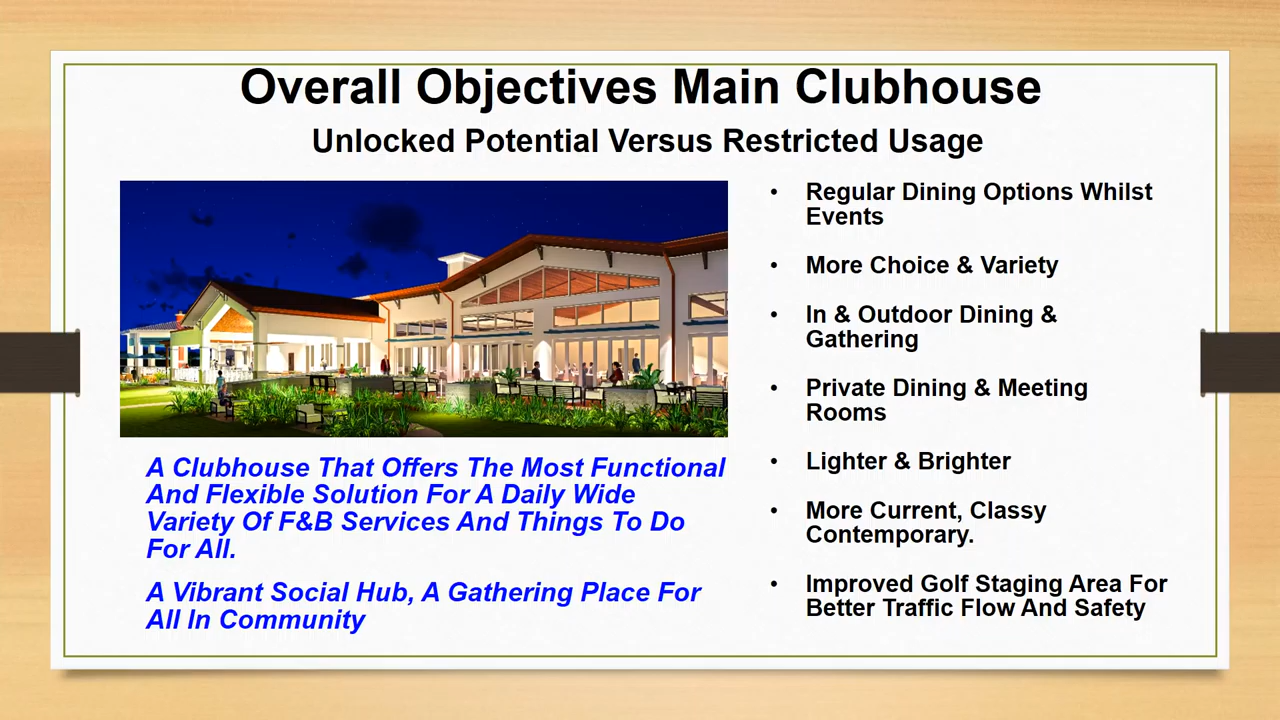 Overall Objectives Main Clubhouse
Unlocked Potential Versus Restricted Usage
A Clubhouse That Offers The Most Functional
And Flexible Solution For A Daily Wide
Variety Of F&B Services And Things To Do
For All.
A Vibrant Social Hub, A Gathering Place For
All In Community
• Regular Dining Options Whilst
Events
• More Choice & Variety
• In & Outdoor Dining &
Gathering
• Private Dining & Meeting
Rooms
• Lighter & Brighter
• More Current, Classy
Contemporary.
• Improved Golf Staging Area For
Better Traffic Flow And Safety